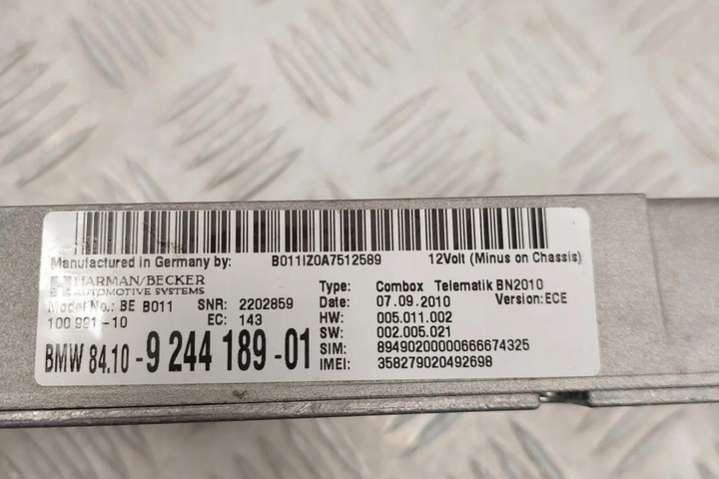 Manufactured in Germany by: B011IZ0A7512589 12Volt (Minus on Chassis)
HARMAN/BECKER
AUTOMOTIVE SYSTEMS
Model No.: BE B011 SNR: 2202859
100 991-10 EC: 143
BMW 84.10 - 9 244 189 -01
Type: Combox Telematik BN2010
Date: 07.09.2010 Version: ECE
HW: 005.011.002
SW: 002.005.021
SIM: 89490200000666674325
IMEI: 358279020492698